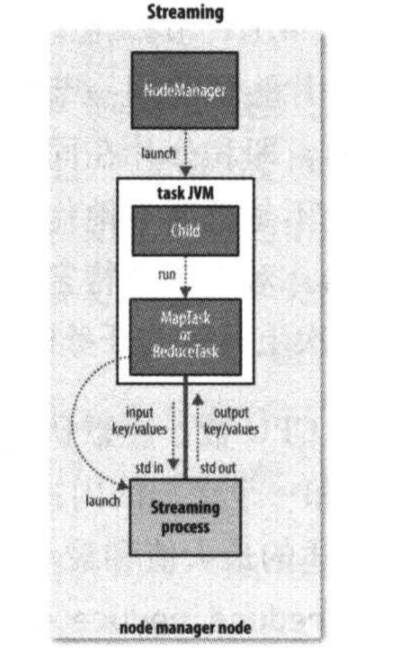 Streaming
NodeManager
launch
task JVM
Child
run
MapTask
or
ReduceTask
input
key/values
output
key/values
std in
std out
launch
Streaming
process
node manager node